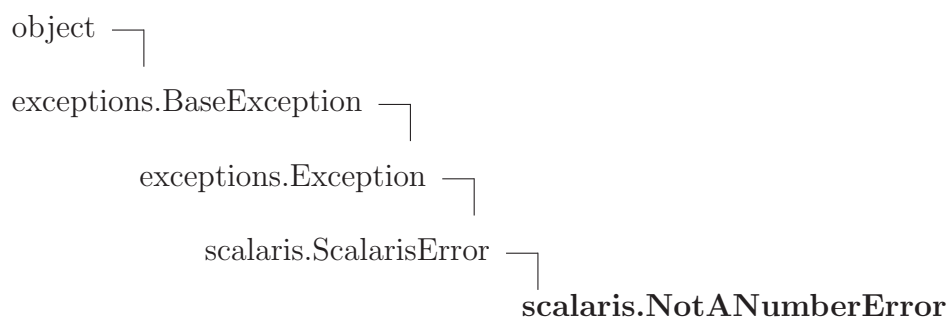 object
exceptions.BaseException
exceptions.Exception
scalaris.ScalarisError
scalaris.NotANumberError